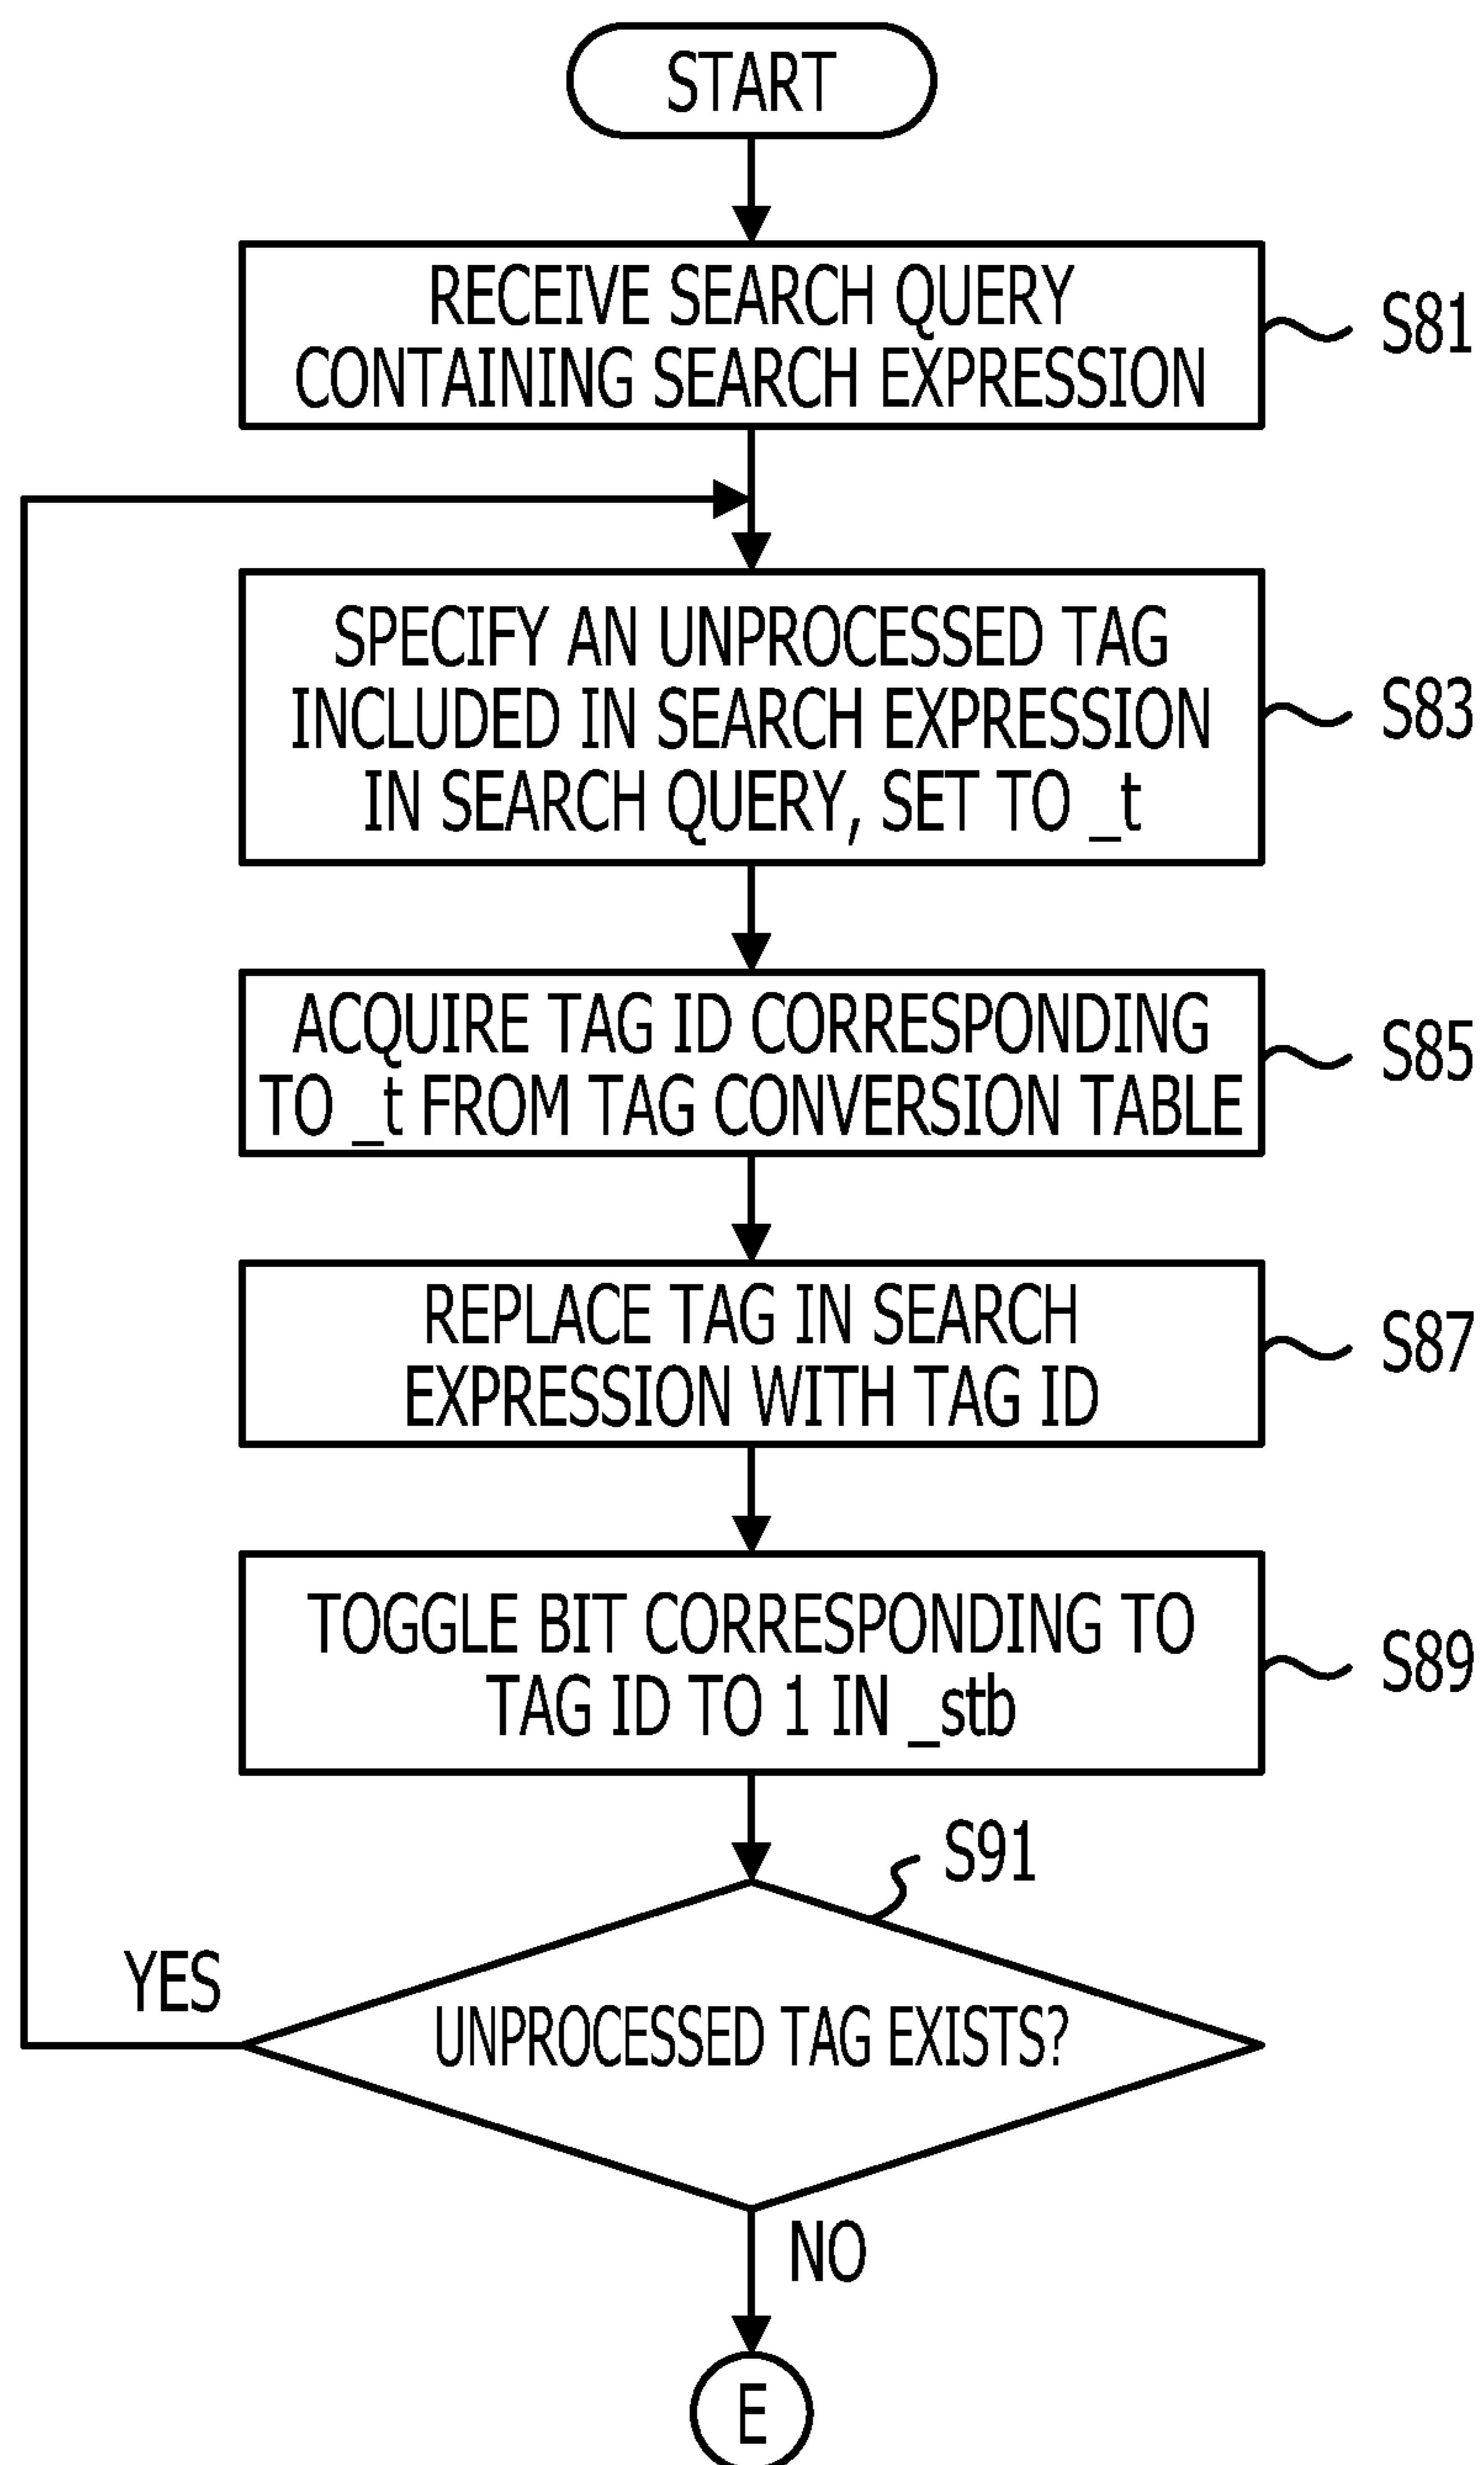 START
RECEIVE SEARCH QUERY
CONTAINING SEARCH EXPRESSION
S81
SPECIFY AN UNPROCESSED TAG
INCLUDED IN SEARCH EXPRESSION
IN SEARCH QUERY, SET TO _t
S83
ACQUIRE TAG ID CORRESPONDING
TO _t FROM TAG CONVERSION TABLE
S85
REPLACE TAG IN SEARCH
EXPRESSION WITH TAG ID
S87
TOGGLE BIT CORRESPONDING TO
TAG ID TO 1 IN _stb
S89
S91
YES
UNPROCESSED TAG EXISTS?
NO
E